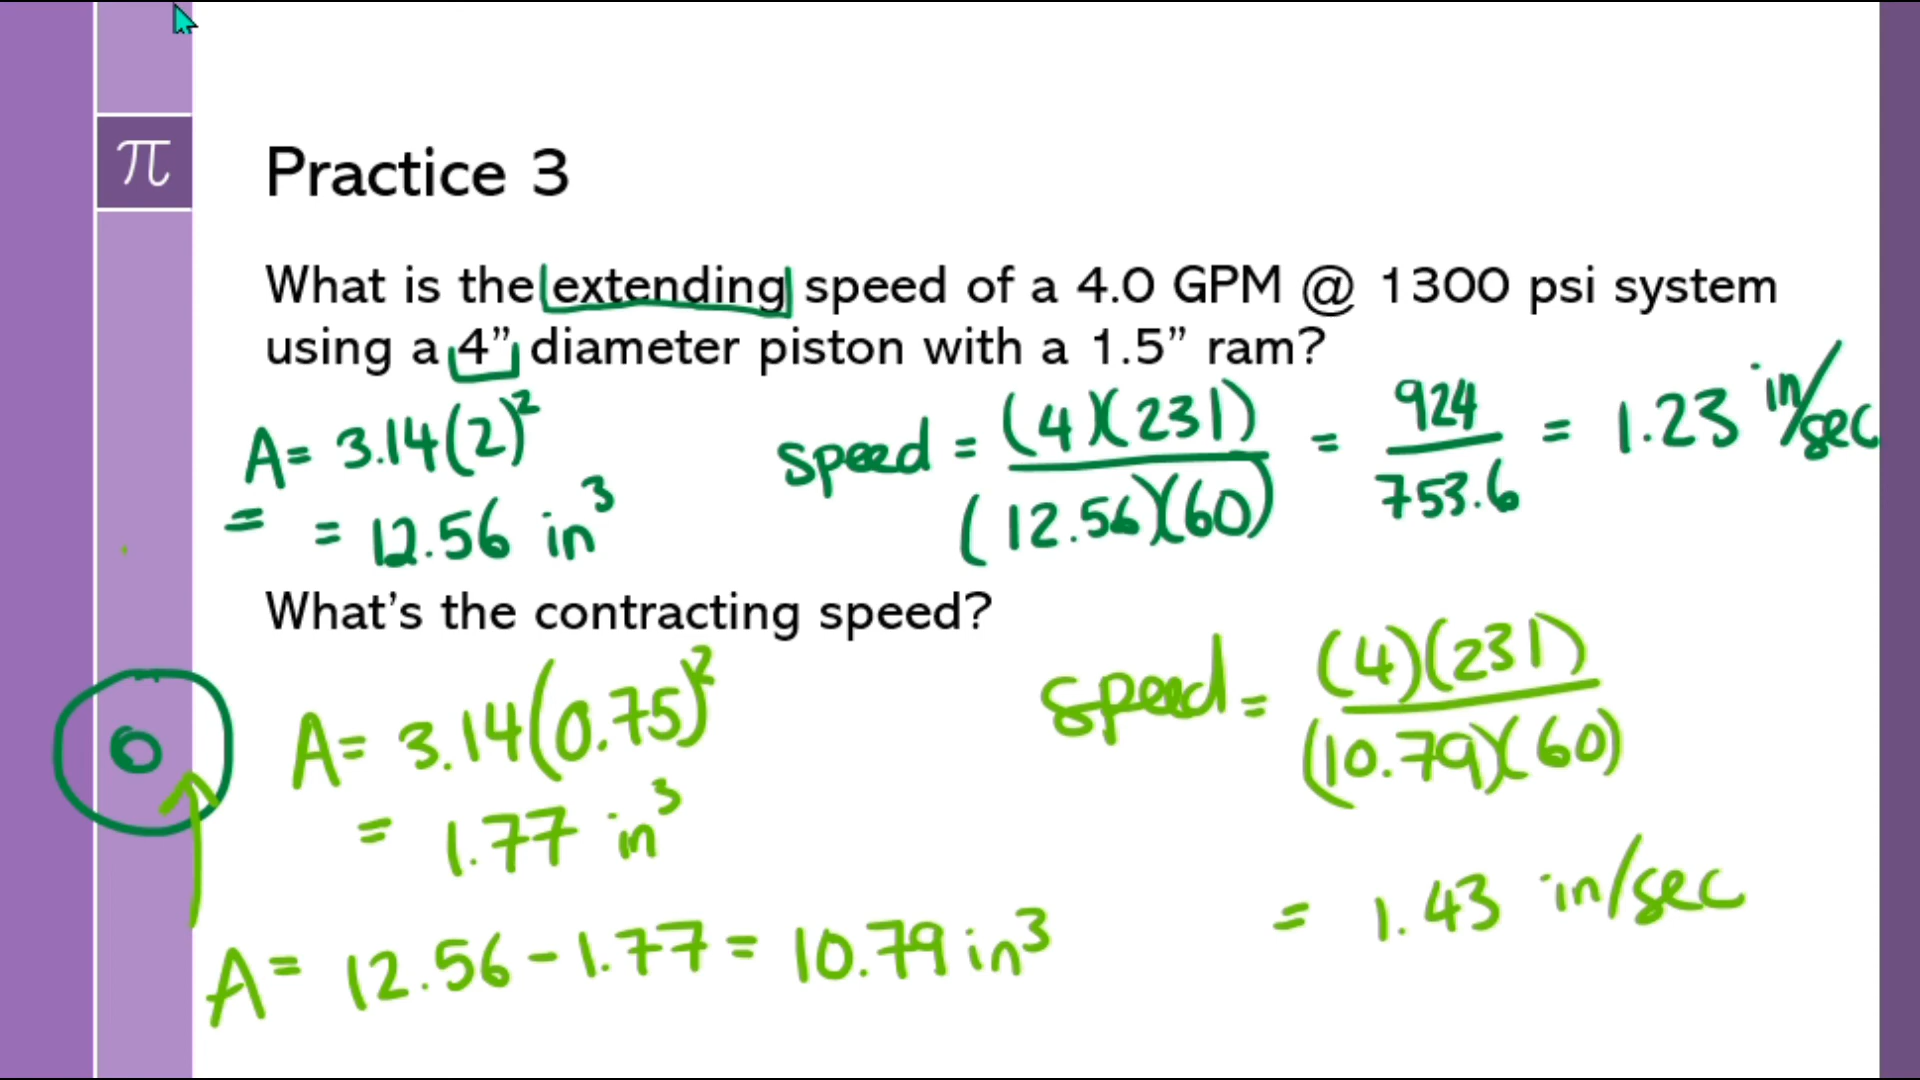 π
Practice 3
What is the extending speed of a 4.0 GPM @ 1300 psi system
using a 4” diameter piston with a 1.5” ram?
A = 3.14(2)²
= = 12.56 in³
speed = (4)(231) / (12.56)(60) = 924 / 753.6 = 1.23 in/sec
What’s the contracting speed?
A = 3.14(0.75)²
= 1.77 in³
A = 12.56 - 1.77 = 10.79 in³
speed = (4)(231) / (10.79)(60)
= 1.43 in/sec